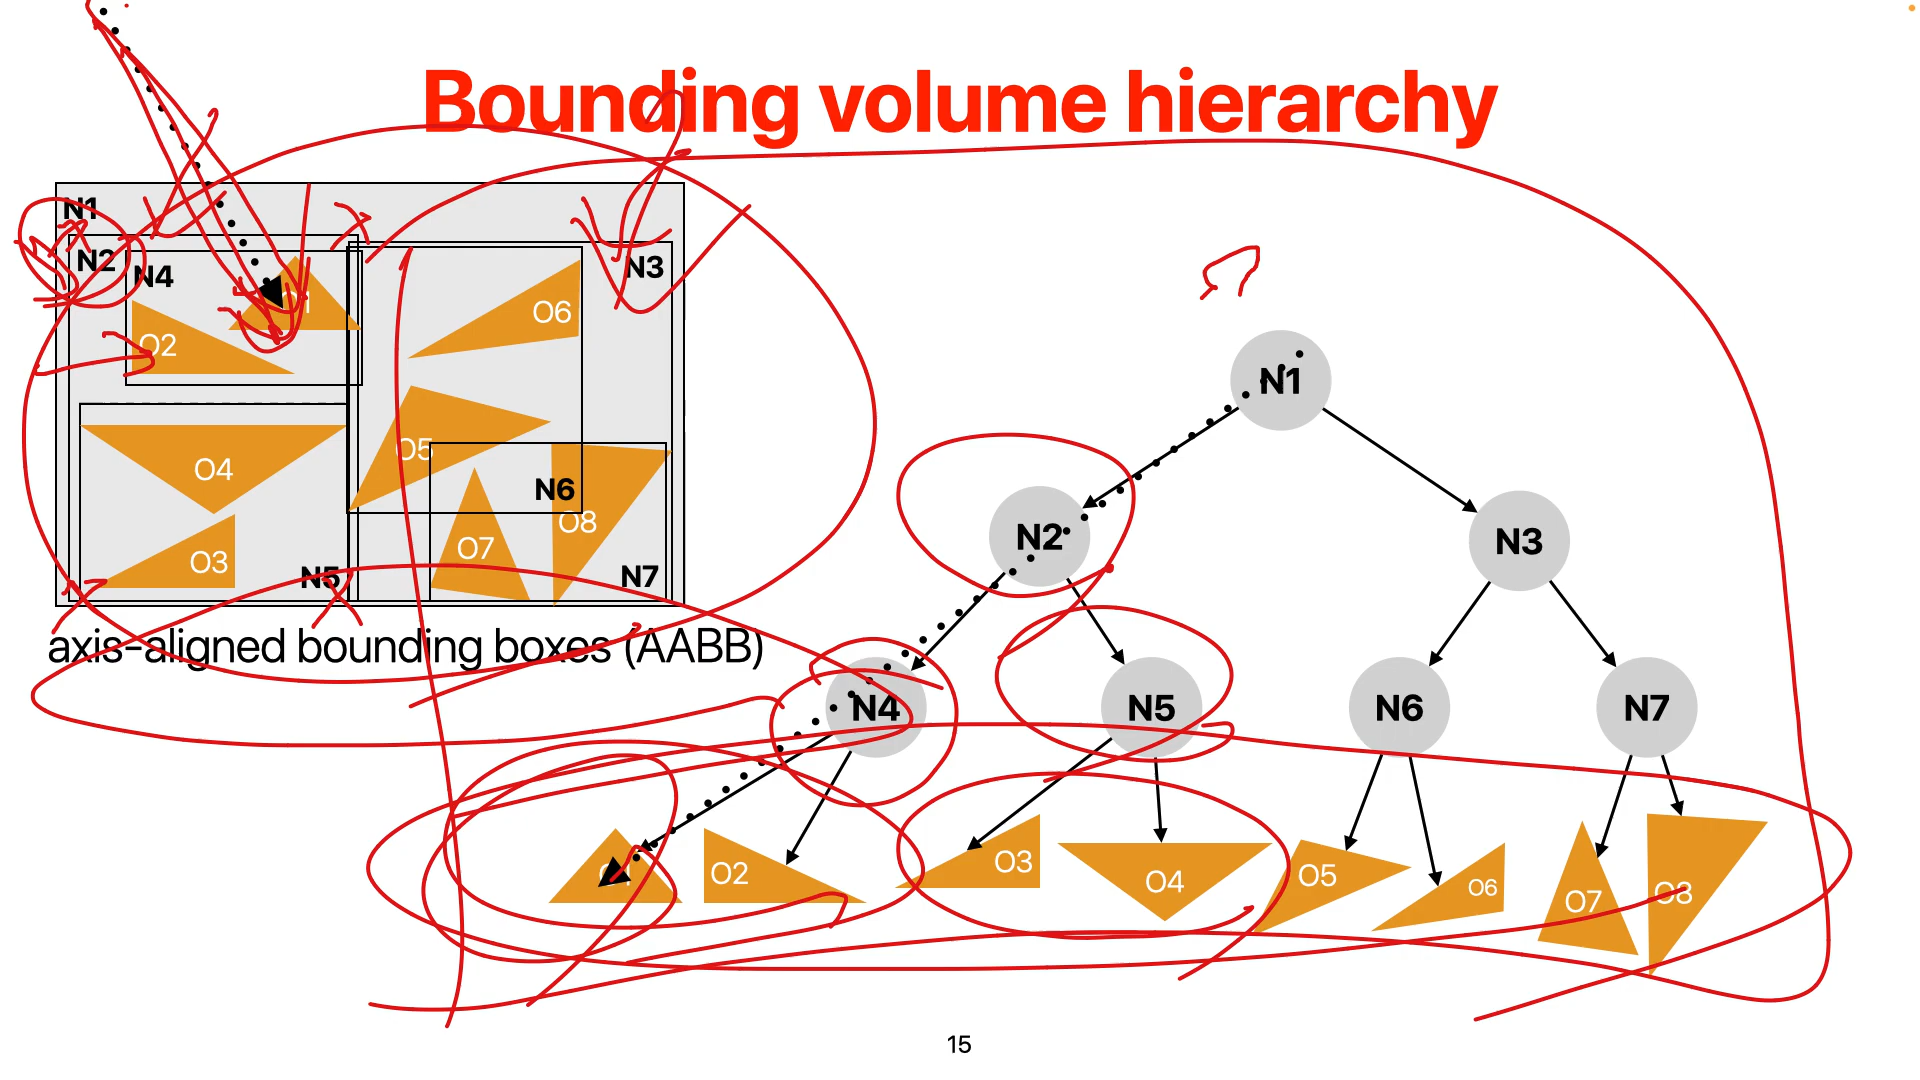 Bounding volume hierarchy
N1
N2
N4
N3
O2
O6
O5
O4
N6
O8
O7
O3
N5
N7
axis-aligned bounding boxes (AABB)
N1
N2
N3
N4
N5
N6
N7
O2
O3
O4
O5
O6
O7
O8
15